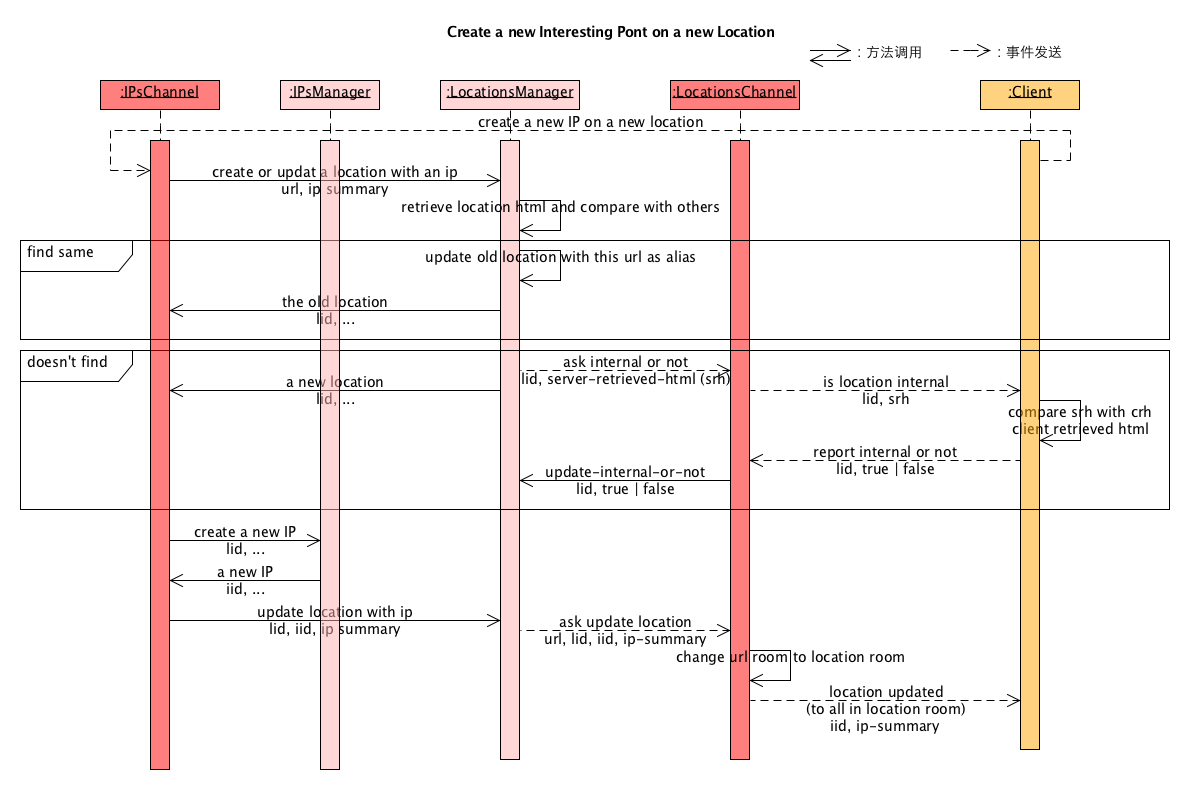 Create a new Interesting Pont on a new Location
: 方法调用
: 事件发送
:IPsChannel
:IPsManager
:LocationsManager
:LocationsChannel
:Client
create a new IP on a new location
create or updat a location with an ip
url, ip summary
retrieve location html and compare with others
find same
update old location with this url as alias
the old location
lid, ...
doesn't find
ask internal or not
lid, server-retrieved-html (srh)
a new location
lid, ...
is location internal
lid, srh
compare srh with crh
client retrieved html
report internal or not
lid, true | false
update-internal-or-not
lid, true | false
create a new IP
lid, ...
a new IP
iid, ...
update location with ip
lid, iid, ip summary
ask update location
url, lid, iid, ip-summary
change url room to location room
location updated
(to all in location room)
iid, ip-summary